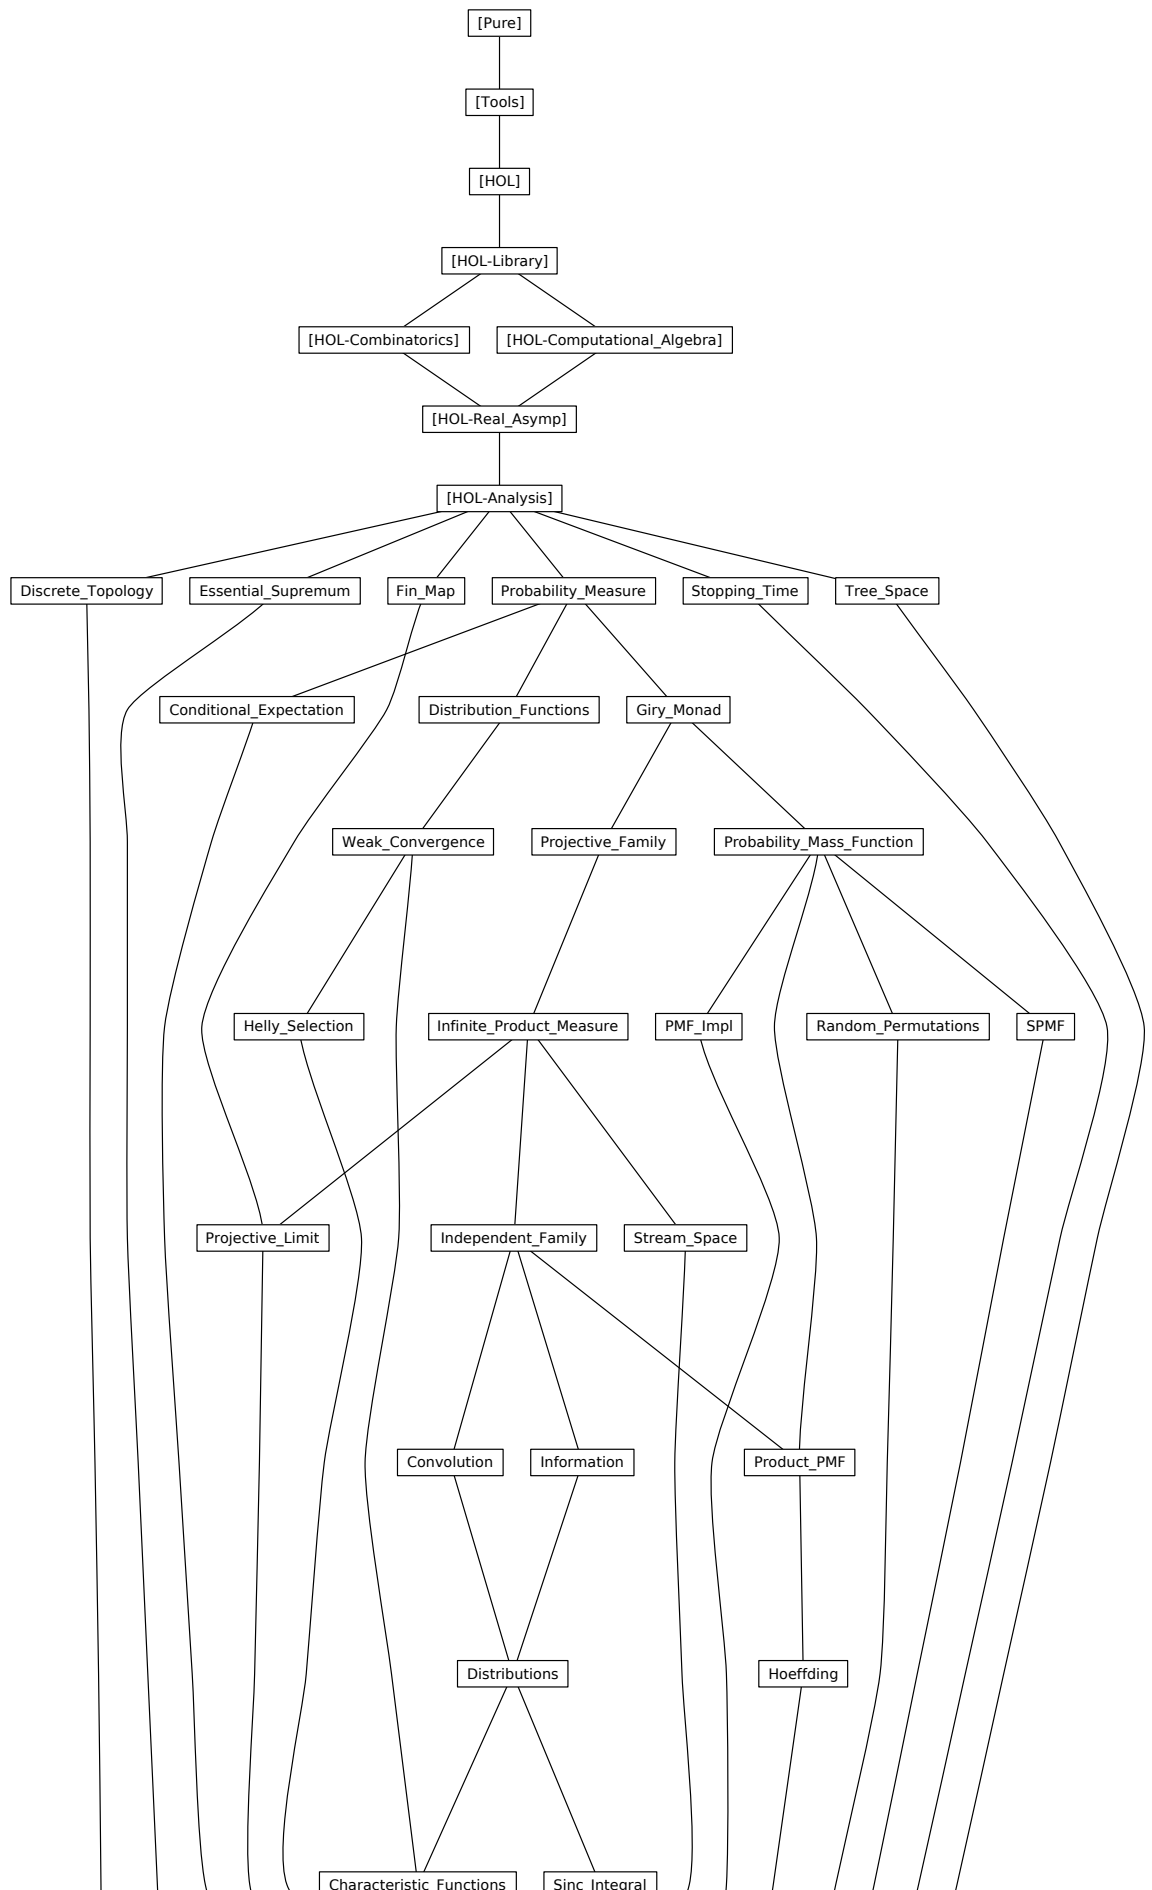 [Pure]
[Tools]
[HOL]
[HOL-Library]
[HOL-Combinatorics]
[HOL-Computational_Algebra]
[HOL-Real_Asymp]
[HOL-Analysis]
Discrete_Topology
Essential_Supremum
Fin_Map
Probability_Measure
Stopping_Time
Tree_Space
Conditional_Expectation
Distribution_Functions
Giry_Monad
Weak_Convergence
Projective_Family
Probability_Mass_Function
Helly_Selection
Infinite_Product_Measure
PMF_Impl
Random_Permutations
SPMF
Projective_Limit
Independent_Family
Stream_Space
Convolution
Information
Product_PMF
Distributions
Hoeffding
Characteristic_Functions
Sinc_Integral